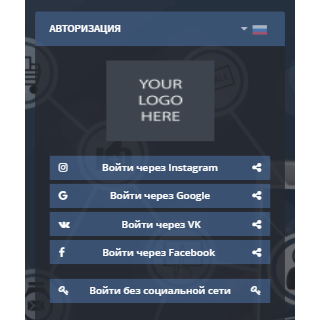 АВТОРИЗАЦИЯ
YOUR
LOGO
HERE
Войти через Instagram
Войти через Google
Войти через VK
Войти через Facebook
Войти без социальной сети